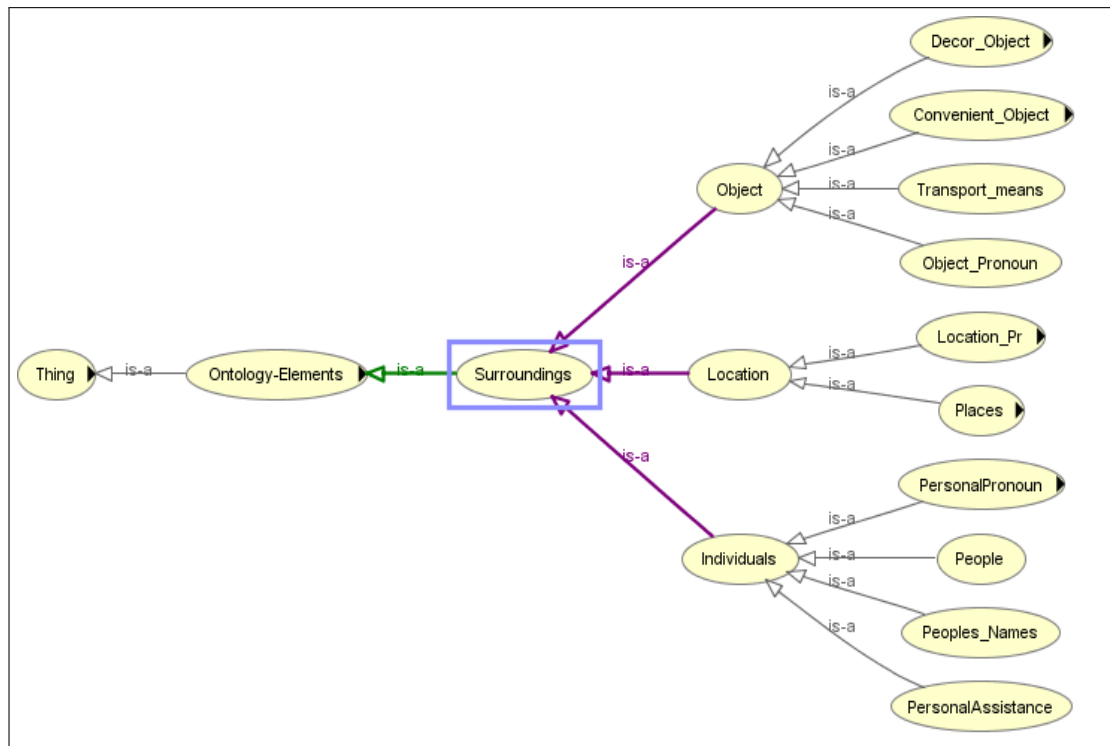 Decor_Object
is-a
Convenient_Object
is-a
Object
is-a
Transport_means
is-a
Object_Pronoun
is-a
Location_Pr
is-a
Thing
is-a
Ontology-Elements
is-a
Surroundings
is-a
Location
is-a
Places
is-a
PersonalPronoun
is-a
Individuals
is-a
People
is-a
Peoples_Names
is-a
PersonalAssistance